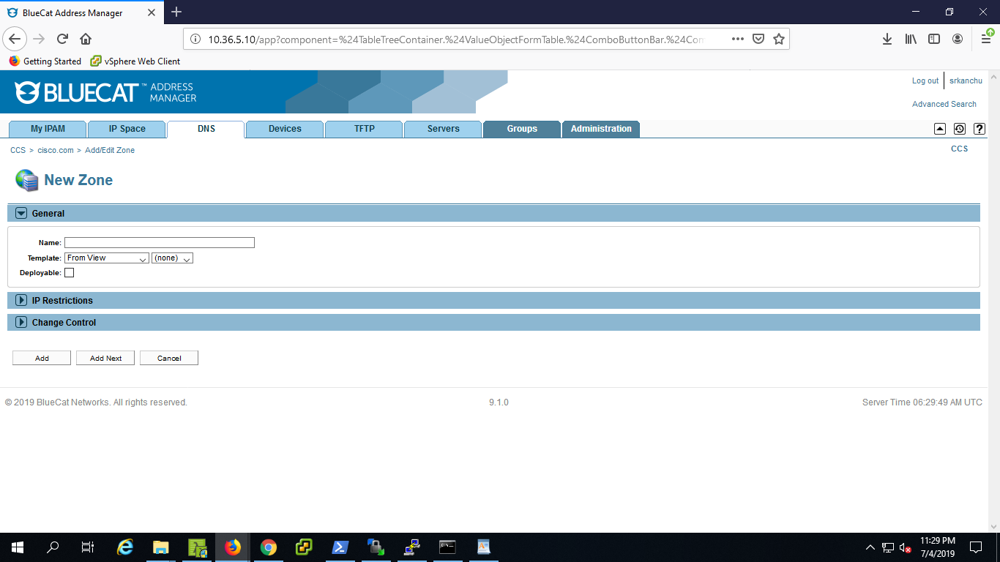 BlueCat Address Manager
10.36.5.10/app?component=%24TableTreeContainer.%24ValueObjectFormTable.%24ComboButtonBar.%24Com
Getting Started vSphere Web Client
BLUECAT™ ADDRESS MANAGER
Log out srkanchu
Advanced Search
My IPAM IP Space DNS Devices TFTP Servers Groups Administration
CCS > cisco.com > Add/Edit Zone CCS
New Zone
General
Name:
Template: From View (none)
Deployable:
IP Restrictions
Change Control
Add Add Next Cancel
© 2019 BlueCat Networks. All rights reserved. 9.1.0 Server Time 06:29:49 AM UTC
11:29 PM
7/4/2019